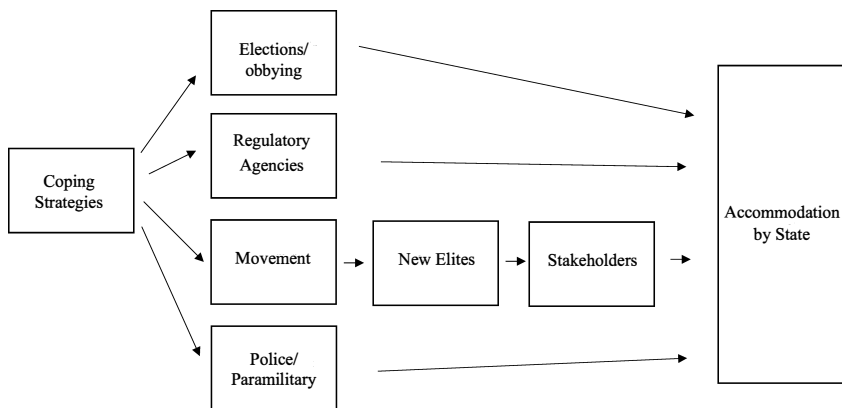 Elections/
obbying
Regulatory
Agencies
Coping
Strategies
Movement
New Elites
Stakeholders
Accommodation
by State
Police/
Paramilitary